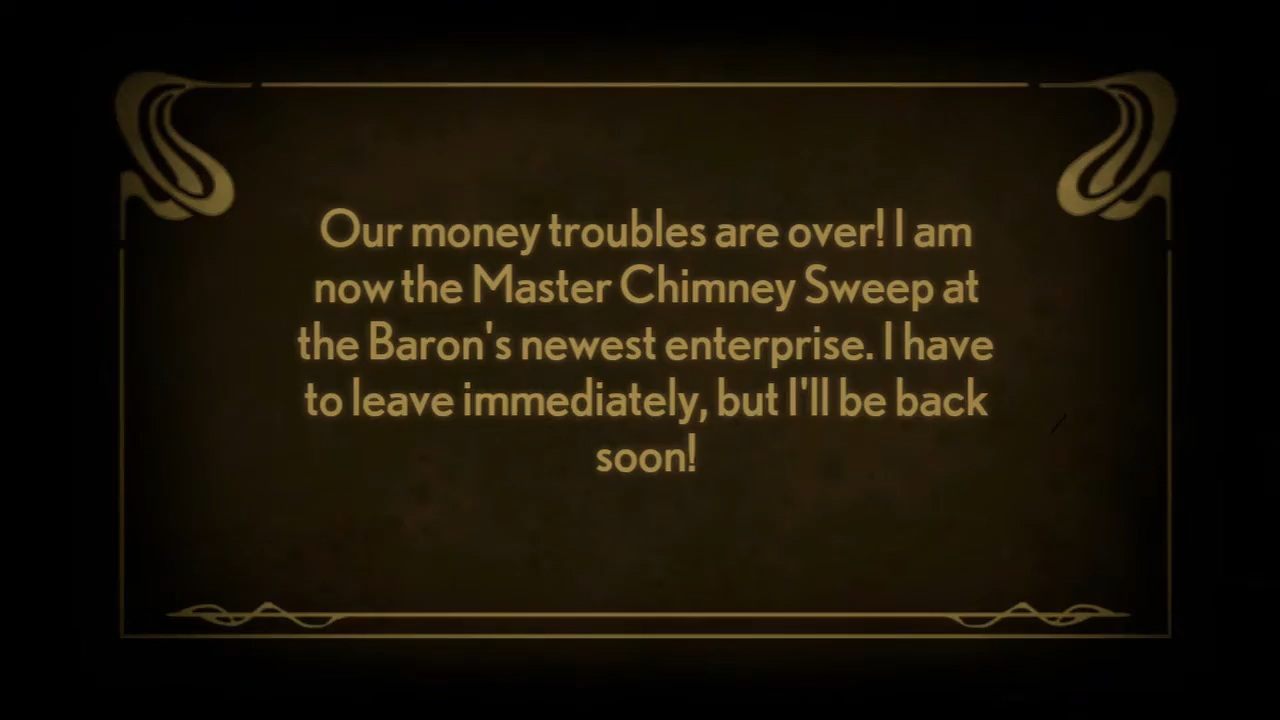 Our money troubles are over! I am
now the Master Chimney Sweep at
the Baron's newest enterprise. I have
to leave immediately, but I'll be back
soon!